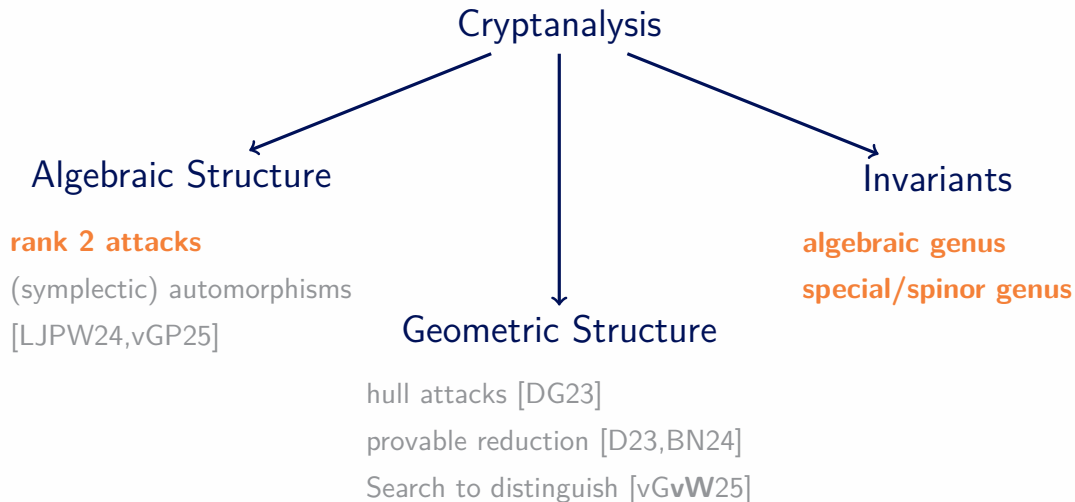 Cryptanalysis
Algebraic Structure
rank 2 attacks
(symplectic) automorphisms
[LJPW24,vGP25]
Geometric Structure
hull attacks [DG23]
provable reduction [D23,BN24]
Search to distinguish [vGvW25]
Invariants
algebraic genus
special/spinor genus